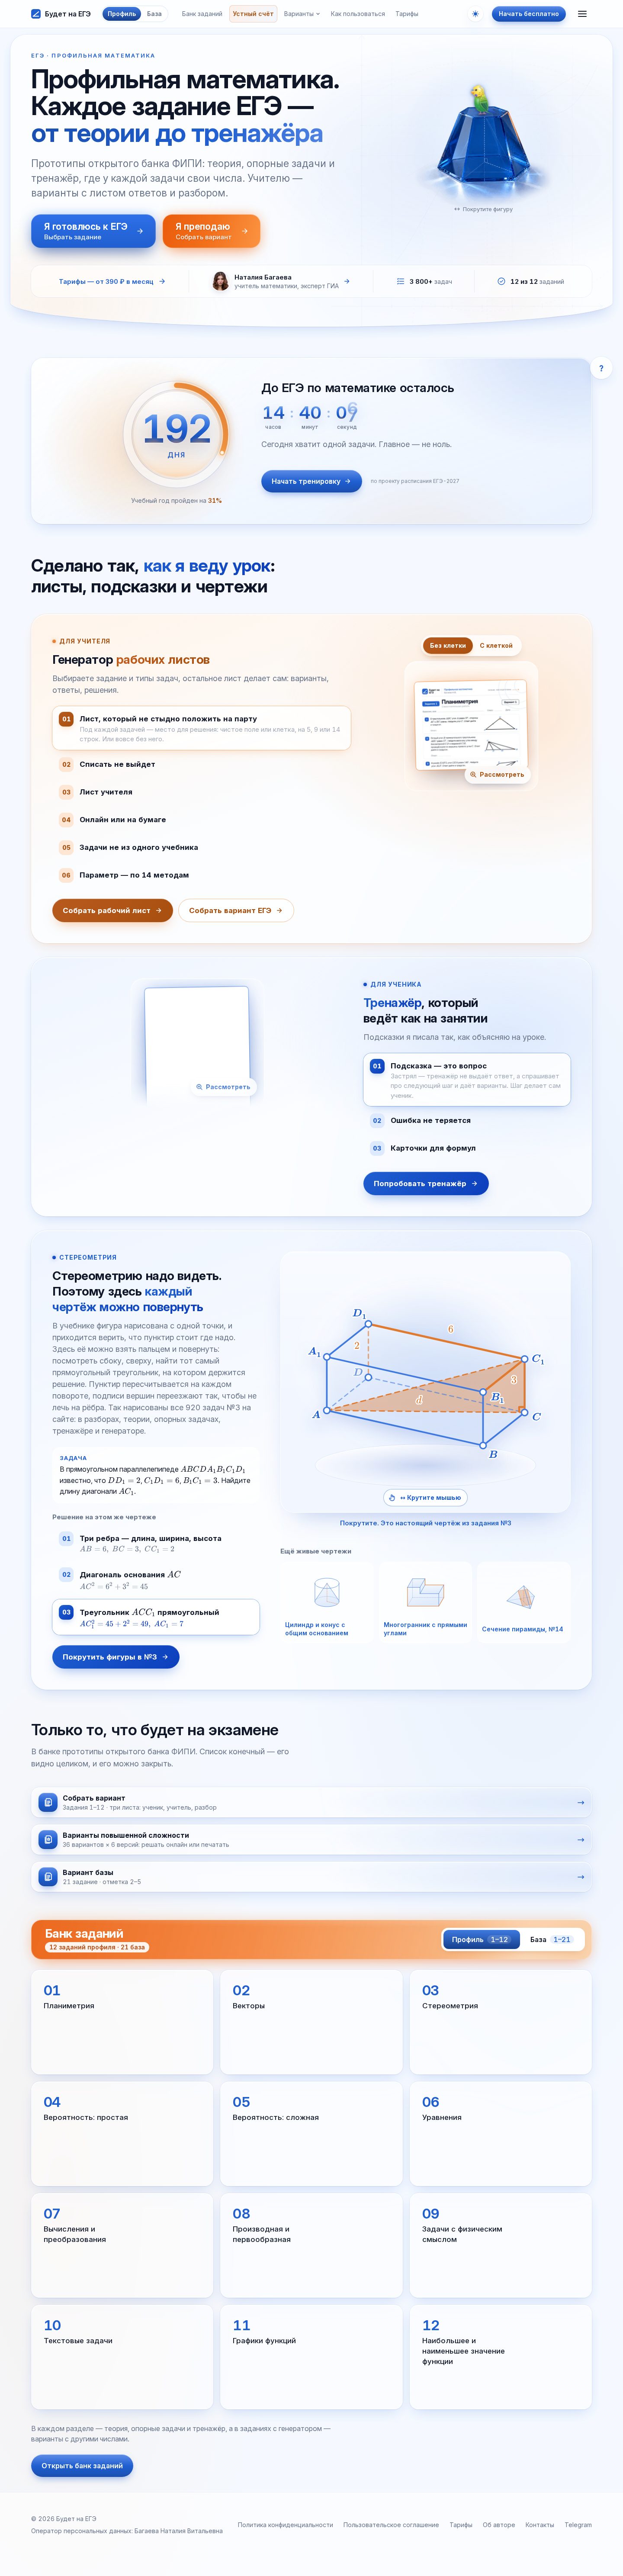 Будет на ЕГЭ
Профиль
База
Банк заданий
Устный счёт
Варианты
Как пользоваться
Тарифы
Начать бесплатно
ЕГЭ · ПРОФИЛЬНАЯ МАТЕМАТИКА
Профильная математика.
Каждое задание ЕГЭ —
от теории до тренажёра
Прототипы открытого банка ФИПИ: теория, опорные задачи и
тренажёр, где у каждой задачи свои числа. Учителю —
варианты с листом ответов и разбором.
Я готовлюсь к ЕГЭ →
Выбрать задание
Я преподаю →
Собрать вариант
↔ Покрутите фигуру
Тарифы — от 390 ₽ в месяц →
Наталия Багаева
учитель математики, эксперт ГИА
3 800+ задач
12 из 12 заданий
?
192
ДНЯ
Учебный год пройден на 31%
До ЕГЭ по математике осталось
14 : 40 :
часов
минут
секунд
Сегодня хватит одной задачи. Главное — не ноль.
Начать тренировку →
по проекту расписания ЕГЭ-2027
Сделано так, как я веду урок:
листы, подсказки и чертежи
ДЛЯ УЧИТЕЛЯ
Генератор рабочих листов
Выбираете задание и типы задач, остальное лист делает сам: варианты,
ответы, решения.
01 Лист, который не стыдно положить на парту
Под каждой задачей — место для решения: чистое поле или клетка, на 5, 9 или 14
строк. Или вовсе без него.
02 Списать не выйдет
03 Лист учителя
04 Онлайн или на бумаге
05 Задачи не из одного учебника
06 Параметр — по 14 методам
Собрать рабочий лист →
Собрать вариант ЕГЭ →
Без клетки
С клеткой
Планиметрия
Рассмотреть
Рассмотреть
ДЛЯ УЧЕНИКА
Тренажёр, который
ведёт как на занятии
Подсказки я писала так, как объясняю на уроке.
01 Подсказка — это вопрос
Застрял — тренажёр не выдаёт ответ, а спрашивает
про следующий шаг и даёт варианты. Шаг делает сам
ученик.
02 Ошибка не теряется
03 Карточки для формул
Попробовать тренажёр →
СТЕРЕОМЕТРИЯ
Стереометрию надо видеть.
Поэтому здесь каждый
чертёж можно повернуть
В учебнике фигура нарисована с одной точки, и
приходится верить, что пунктир стоит где надо.
Здесь её можно взять пальцем и повернуть:
посмотреть сбоку, сверху, найти тот самый
прямоугольный треугольник, на котором держится
решение. Пунктир пересчитывается на каждом
повороте, подписи вершин переезжают так, чтобы не
лечь на рёбра. Так нарисованы все 920 задач №3 на
сайте: в разборах, теории, опорных задачах,
тренажёре и генераторе.
ЗАДАЧА
В прямоугольном параллелепипеде ABCDA₁B₁C₁D₁
известно, что DD₁ = 2, C₁D₁ = 6, B₁C₁ = 3. Найдите
длину диагонали AC₁.
Решение на этом же чертеже
01 Три ребра — длина, ширина, высота
AB = 6, BC = 3, CC₁ = 2
02 Диагональ основания AC
AC² = 6² + 3² = 45
03 Треугольник ACC₁ прямоугольный
AC₁² = 45 + 2² = 49, AC₁ = 7
Покрутить фигуры в №3 →
D₁
6
A₁
2
C₁
D
3
4
B₁
A
C
B
↔ Крутите мышью
Покрутите. Это настоящий чертёж из задания №3
Ещё живые чертежи
Цилиндр и конус с
общим основанием
Многогранник с прямыми
углами
Сечение пирамиды, №14
Только то, что будет на экзамене
В банке прототипы открытого банка ФИПИ. Список конечный — его
видно целиком, и его можно закрыть.
Собрать вариант
Задания 1–12 · три листа: ученик, учитель, разбор
Варианты повышенной сложности
36 вариантов × 6 версий: решать онлайн или печатать
Вариант базы
21 задание · отметка 2–5
Банк заданий
12 заданий профиля · 21 база
Профиль 1–12
База 1–21
01
Планиметрия
02
Векторы
03
Стереометрия
04
Вероятность: простая
05
Вероятность: сложная
06
Уравнения
07
Вычисления и
преобразования
08
Производная и
первообразная
09
Задачи с физическим
смыслом
10
Текстовые задачи
11
Графики функций
12
Наибольшее и
наименьшее значение
функции
В каждом разделе — теория, опорные задачи и тренажёр, а в заданиях с генератором —
варианты с другими числами.
Открыть банк заданий
© 2026 Будет на ЕГЭ
Оператор персональных данных: Багаева Наталия Витальевна
Политика конфиденциальности
Пользовательское соглашение
Тарифы
Об авторе
Контакты
Telegram